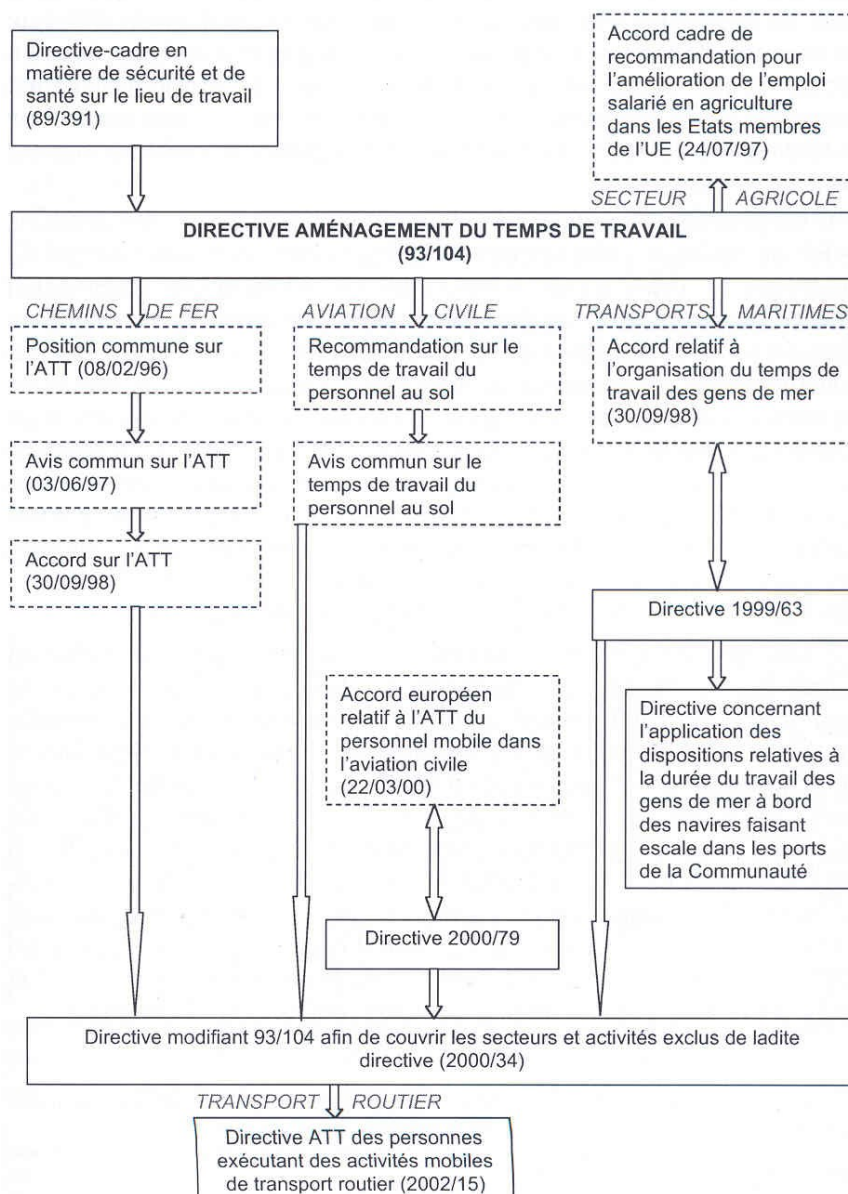 Directive-cadre en
matière de sécurité et de
santé sur le lieu de travail
(89/391)
Accord cadre de
recommandation pour
l'amélioration de l'emploi
salarié en agriculture
dans les Etats membres
de l'UE (24/07/97)
SECTEUR AGRICOLE
DIRECTIVE AMÉNAGEMENT DU TEMPS DE TRAVAIL
(93/104)
CHEMINS DE FER
Position commune sur
l'ATT (08/02/96)
Avis commun sur l'ATT
(03/06/97)
Accord sur l'ATT
(30/09/98)
AVIATION CIVILE
Recommandation sur le
temps de travail du
personnel au sol
Avis commun sur le
temps de travail du
personnel au sol
TRANSPORTS MARITIMES
Accord relatif à
l'organisation du temps de
travail des gens de mer
(30/09/98)
Directive 1999/63
Directive concernant
l'application des
dispositions relatives à
la durée du travail des
gens de mer à bord
des navires faisant
escale dans les ports
de la Communauté
Accord européen
relatif à l'ATT du
personnel mobile dans
l'aviation civile
(22/03/00)
Directive 2000/79
Directive modifiant 93/104 afin de couvrir les secteurs et activités exclus de ladite
directive (2000/34)
TRANSPORT ROUTIER
Directive ATT des personnes
exécutant des activités mobiles
de transport routier (2002/15)